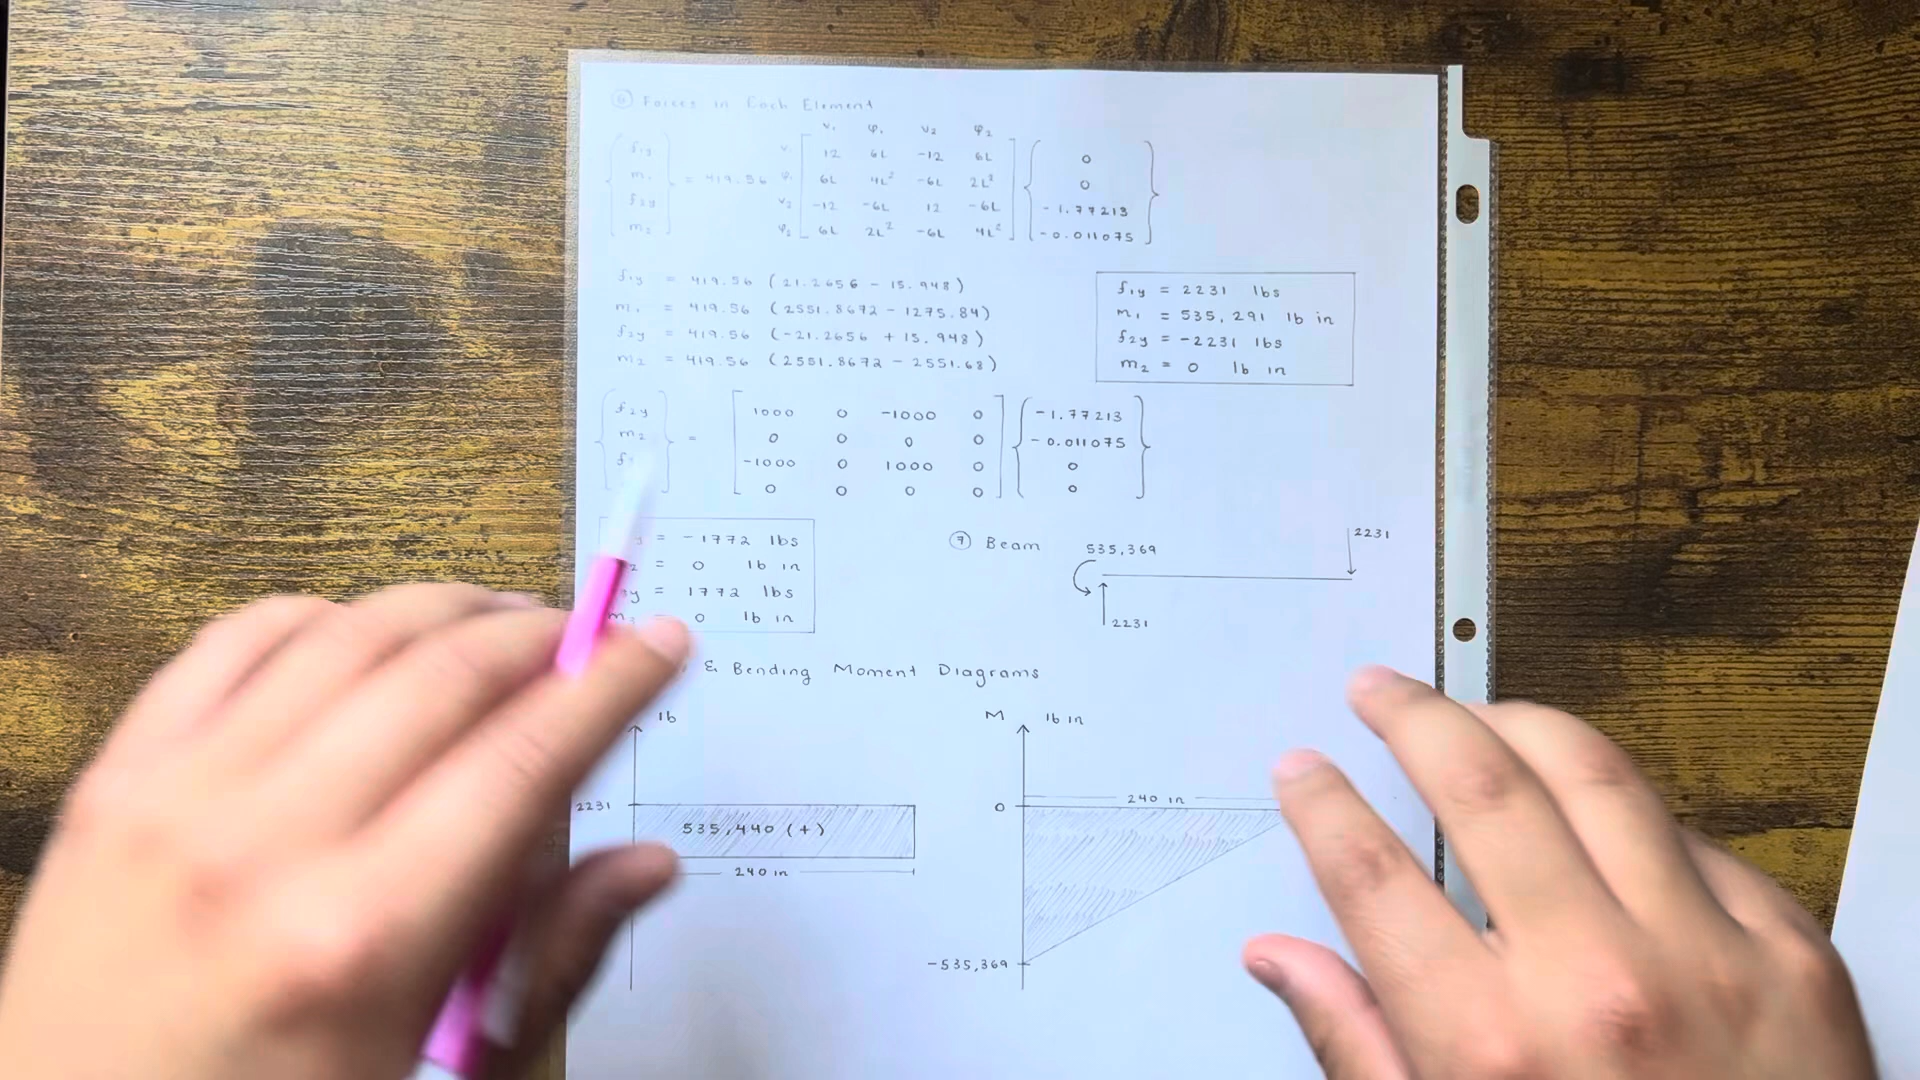 ⑥ Forces in Each Element
v₁ φ₁ v₂ φ₂
f₁y v₁ 12 6L -12 6L 0
m₁ = 419.56 φ₁ 6L 4L² -6L 2L² 0
f₂y v₂ -12 -6L 12 -6L -1.77213
m₂ φ₂ 6L 2L² -6L 4L² -0.011075
f₁y = 419.56 (21.2656 - 15.948)
m₁ = 419.56 (2551.8672 - 1275.84)
f₂y = 419.56 (-21.2656 + 15.948)
m₂ = 419.56 (2551.8672 - 2551.68)
f₁y = 2231 lbs
m₁ = 535,291 lb in
f₂y = -2231 lbs
m₂ = 0 lb in
f₂y 1000 0 -1000 0 -1.77213
m₂ = 0 0 0 0 -0.011075
-1000 0 1000 0 0
0 0 0 0 0
y = -1772 lbs
2 = 0 lb in
3y = 1772 lbs
m₃ 0 lb in
⑦ Beam
535,369
2231
2231
& Bending Moment Diagrams
lb
2231
535,440 (+)
240 in
M lb in
240 in
0
-535,369